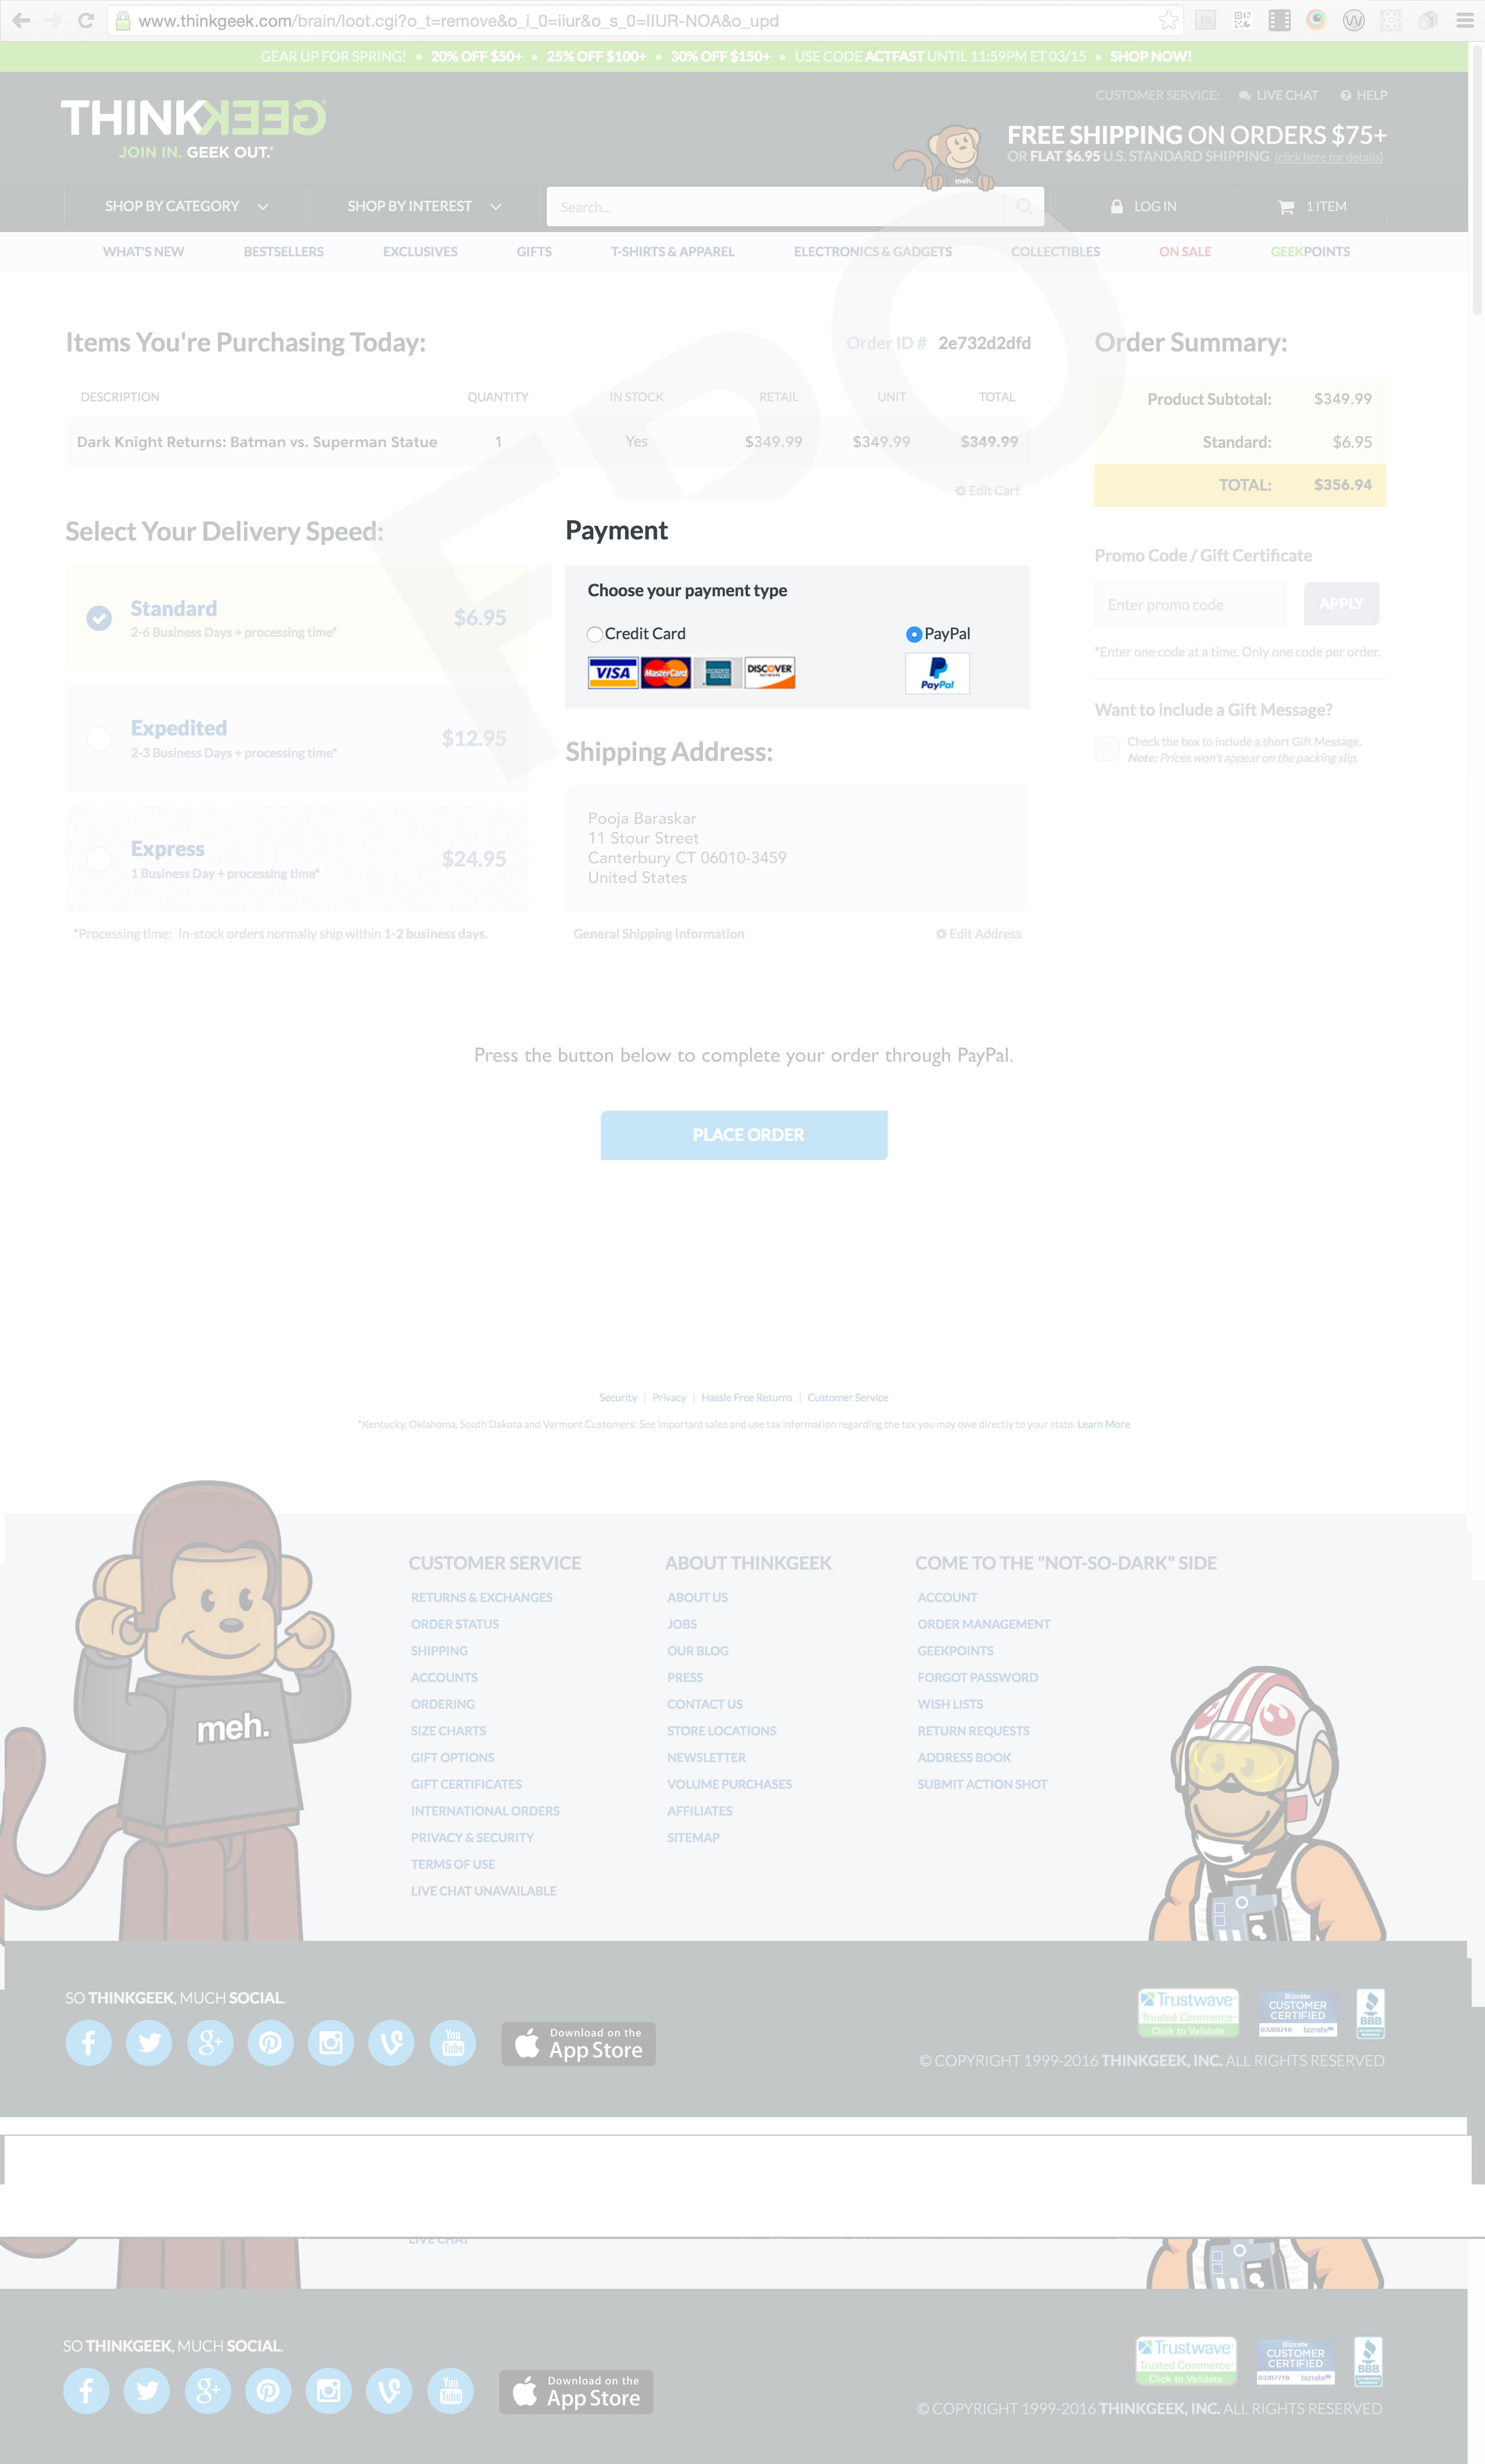 www.thinkgeek.com/brain/loot.cgi?o_t=remove&o_i_0=iiur&o_s_0=IIUR-NOA&o_upd
GEAR UP FOR SPRING! • 20% OFF $50+ • 25% OFF $100+ • 30% OFF $150+ • USE CODE ACTFAST UNTIL 11:59PM ET 03/15 • SHOP NOW!
THINKGEEK
JOIN IN. GEEK OUT.
CUSTOMER SERVICE: LIVE CHAT HELP
FREE SHIPPING ON ORDERS $75+
OR FLAT $6.95 U.S. STANDARD SHIPPING (click here for details)
meh.
SHOP BY CATEGORY SHOP BY INTEREST Search... LOG IN 1 ITEM
WHAT'S NEW BESTSELLERS EXCLUSIVES GIFTS T-SHIRTS & APPAREL ELECTRONICS & GADGETS COLLECTIBLES ON SALE GEEKPOINTS
FPO
Items You're Purchasing Today: Order ID # 2e732d2dfd
DESCRIPTION QUANTITY IN STOCK RETAIL UNIT TOTAL
Dark Knight Returns: Batman vs. Superman Statue 1 Yes $349.99 $349.99 $349.99
Edit Cart
Order Summary:
Product Subtotal: $349.99
Standard: $6.95
TOTAL: $356.94
Select Your Delivery Speed:
Standard $6.95
2-6 Business Days + processing time*
Expedited $12.95
2-3 Business Days + processing time*
Express $24.95
1 Business Day + processing time*
*Processing time: In-stock orders normally ship within 1-2 business days.
Payment
Choose your payment type
Credit Card PayPal
VISA MasterCard DISCOVER PayPal
Shipping Address:
Pooja Baraskar
11 Stour Street
Canterbury CT 06010-3459
United States
General Shipping Information Edit Address
Promo Code / Gift Certificate
Enter promo code APPLY
*Enter one code at a time. Only one code per order.
Want to include a Gift Message?
Check the box to include a short Gift Message.
Note: Prices won't appear on the packing slip.
Press the button below to complete your order through PayPal.
PLACE ORDER
Security | Privacy | Hassle Free Returns | Customer Service
*Kentucky, Oklahoma, South Dakota and Vermont Customers: See important sales and use tax information regarding the tax you may owe directly to your state. Learn More
meh.
CUSTOMER SERVICE
RETURNS & EXCHANGES
ORDER STATUS
SHIPPING
ACCOUNTS
ORDERING
SIZE CHARTS
GIFT OPTIONS
GIFT CERTIFICATES
INTERNATIONAL ORDERS
PRIVACY & SECURITY
TERMS OF USE
LIVE CHAT UNAVAILABLE
ABOUT THINKGEEK
ABOUT US
JOBS
OUR BLOG
PRESS
CONTACT US
STORE LOCATIONS
NEWSLETTER
VOLUME PURCHASES
AFFILIATES
SITEMAP
COME TO THE "NOT-SO-DARK" SIDE
ACCOUNT
ORDER MANAGEMENT
GEEKPOINTS
FORGOT PASSWORD
WISH LISTS
RETURN REQUESTS
ADDRESS BOOK
SUBMIT ACTION SHOT
SO THINKGEEK, MUCH SOCIAL.
You Tube
Download on the
App Store
Trustwave
Trusted Commerce
Click to Validate
Bizrate
CUSTOMER
CERTIFIED
03/08/16 bizrate
BBB
© COPYRIGHT 1999-2016 THINKGEEK, INC. ALL RIGHTS RESERVED
LIVE CHAT
SO THINKGEEK, MUCH SOCIAL.
You Tube
Download on the
App Store
Trustwave
Trusted Commerce
Click to Validate
Bizrate
CUSTOMER
CERTIFIED
03/07/16 bizrate
BBB
© COPYRIGHT 1999-2016 THINKGEEK, INC. ALL RIGHTS RESERVED